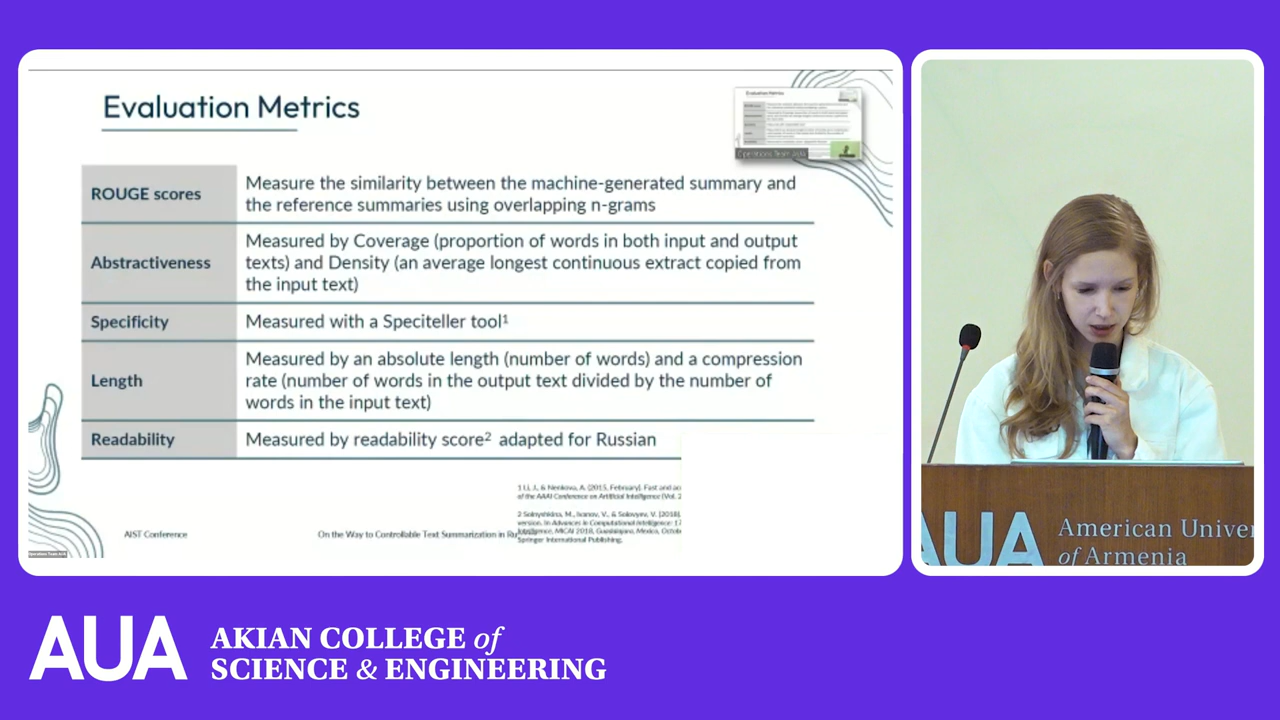 Evaluation Metrics
ROUGE scores
Measure the similarity between the machine-generated summary and
the reference summaries using overlapping n-grams
Abstractiveness
Measured by Coverage (proportion of words in both input and output
texts) and Density (an average longest continuous extract copied from
the input text)
Specificity
Measured with a Speciteller tool¹
Length
Measured by an absolute length (number of words) and a compression
rate (number of words in the output text divided by the number of
words in the input text)
Readability
Measured by readability score² adapted for Russian
1 Li, J., & Nenkova, A. (2015, February). Fast and
of the AAAI Conference on Artificial Intelligence (Vol. 2
2 Solnyshkina, M., Ivanov, V., & Solovyev, V. (2018).
version. In Advances in Computational Intelligence: 17
Intelligence, MICAI 2018, Guadalajara, Mexico,
Springer International Publishing.
AIST Conference
On the Way to Controllable Text Summarization in
AUA
American Univer
of Armenia
AUA
AKIAN COLLEGE of
SCIENCE & ENGINEERING